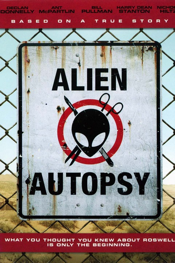 DECLAN ANT BILL HARRY DEAN
DONNELLY McPARTLIN PULLMAN STANTON
BASED ON A TRUE STORY
ALIEN
AUTOPSY
WHAT YOU THOUGHT YOU KNEW ABOUT ROSWELL
IS ONLY THE BEGINNING.